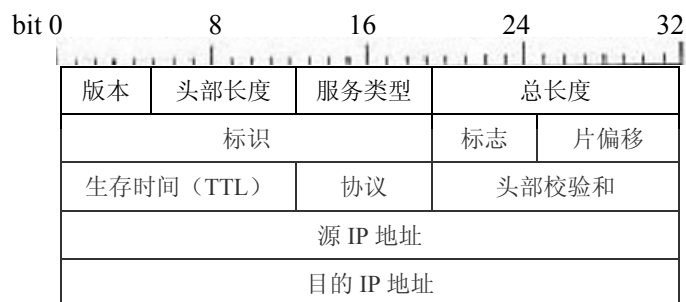 bit 0 8 16 24 32
版本 头部长度 服务类型 总长度
标识 标志 片偏移
生存时间（TTL） 协议 头部校验和
源 IP 地址
目的 IP 地址